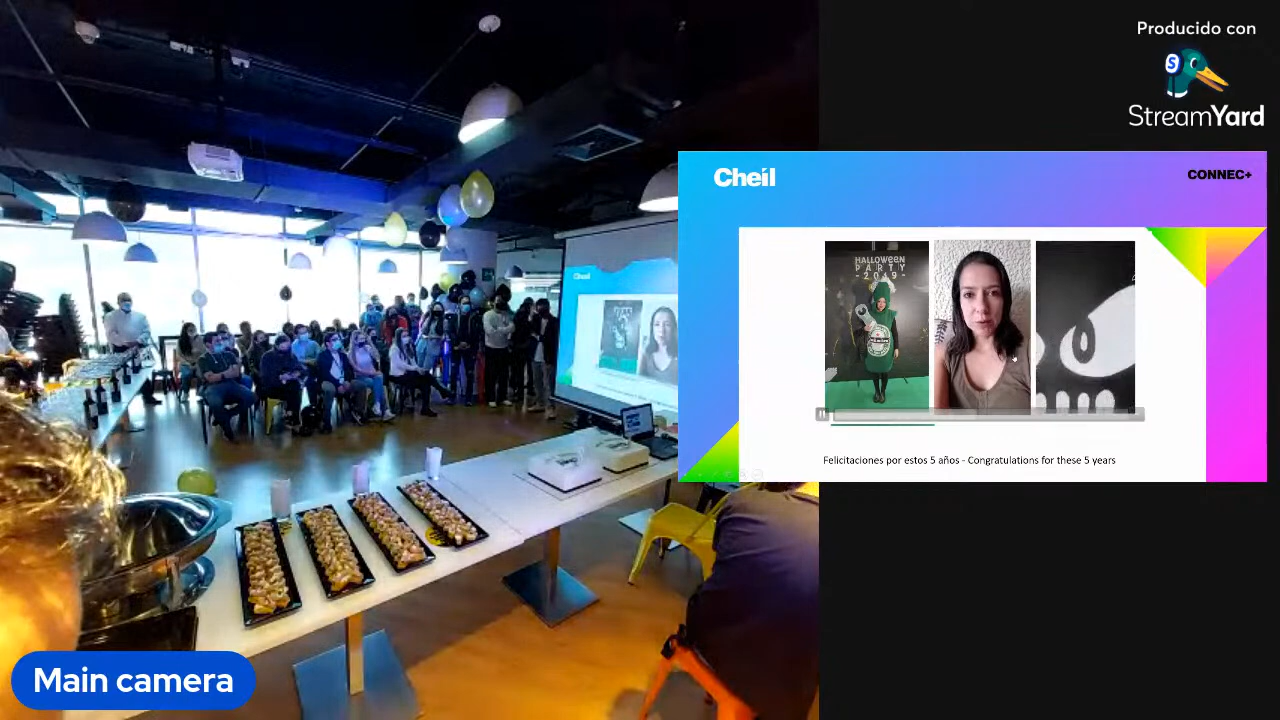 Producido con
StreamYard
Cheil
CONNEC+
HALLOWEEN
PARTY
- 2019 -
Felicitaciones por estos 5 años - Congratulations for these 5 years
Cheil
Main camera